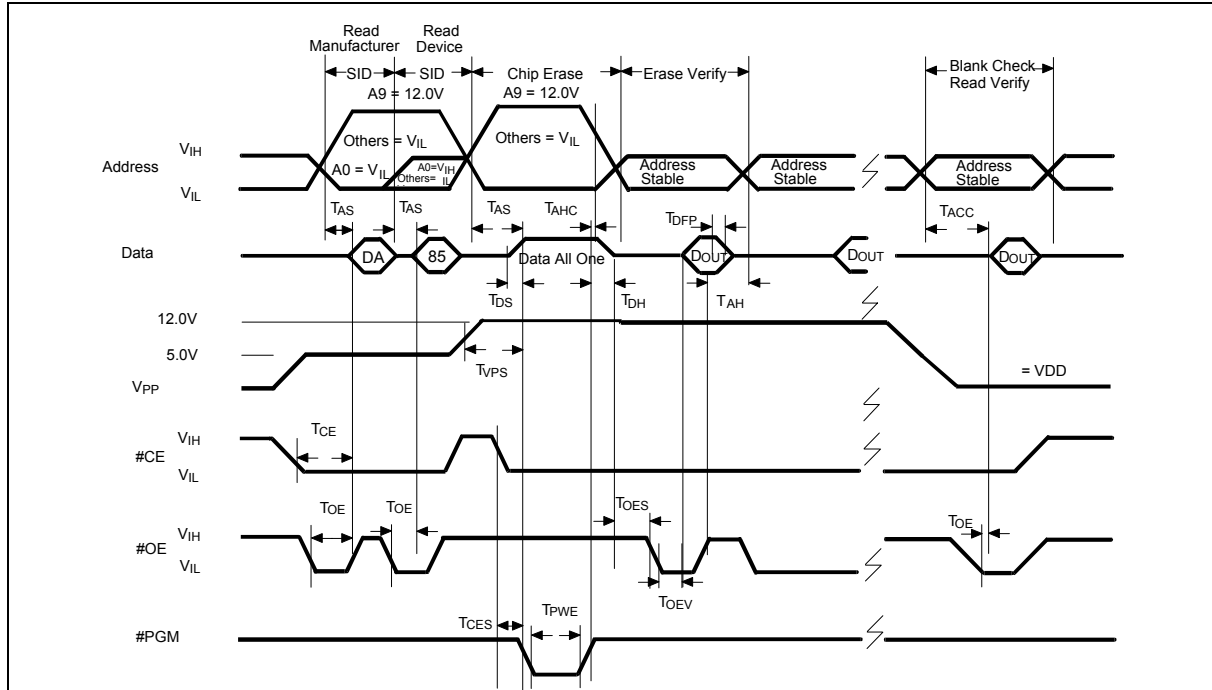 Read Manufacturer
SID
Read Device
SID
Chip Erase
Erase Verify
Blank Check
Read Verify
A9 = 12.0V
A9 = 12.0V
Others = VIL
Others = VIL
Address
VIH
VIL
A0 = VIL
A0=VIH
Others= IL
Address Stable
Address Stable
Address Stable
TAS
TAS
TAS
TAHC
TDFP
TACC
Data
DA
85
Data All One
DOUT
DOUT
DOUT
TDS
TDH
TAH
12.0V
5.0V
VPP
TVPS
= VDD
#CE
VIH
VIL
TCE
#OE
VIH
VIL
TOE
TOE
TOES
TOE
TOEV
#PGM
TCES
TPWE